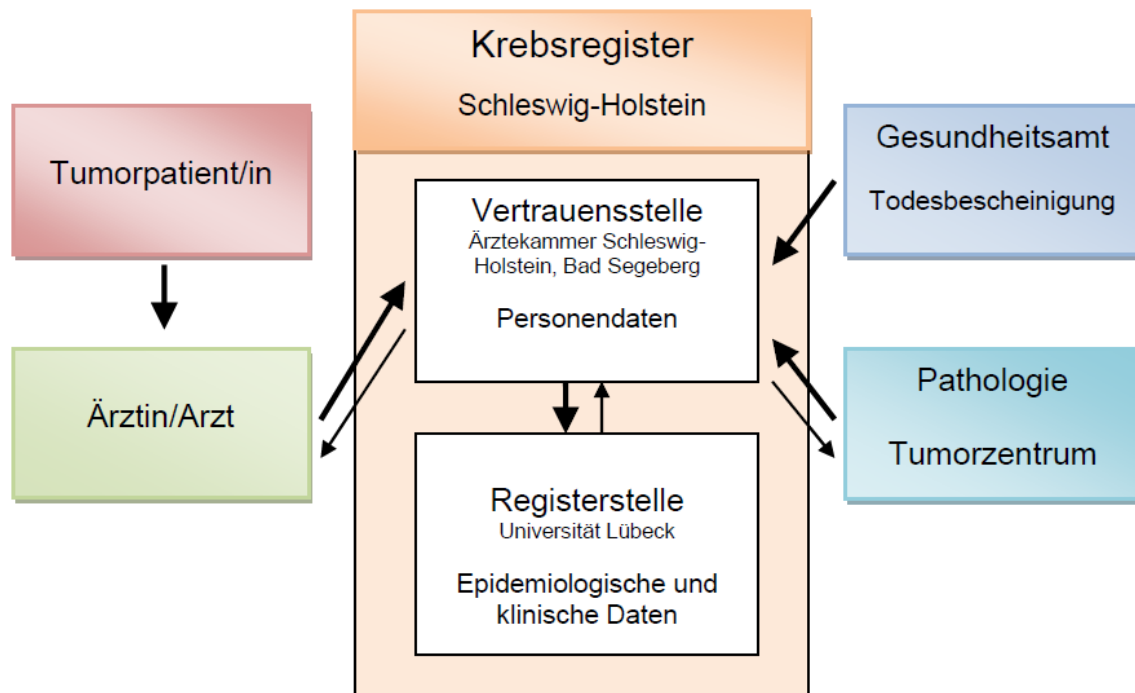 Krebsregister
Schleswig-Holstein
Tumorpatient/in
Ärztin/Arzt
Vertrauensstelle
Ärztekammer Schleswig-
Holstein, Bad Segeberg
Personendaten
Registerstelle
Universität Lübeck
Epidemiologische und
klinische Daten
Gesundheitsamt
Todesbescheinigung
Pathologie
Tumorzentrum